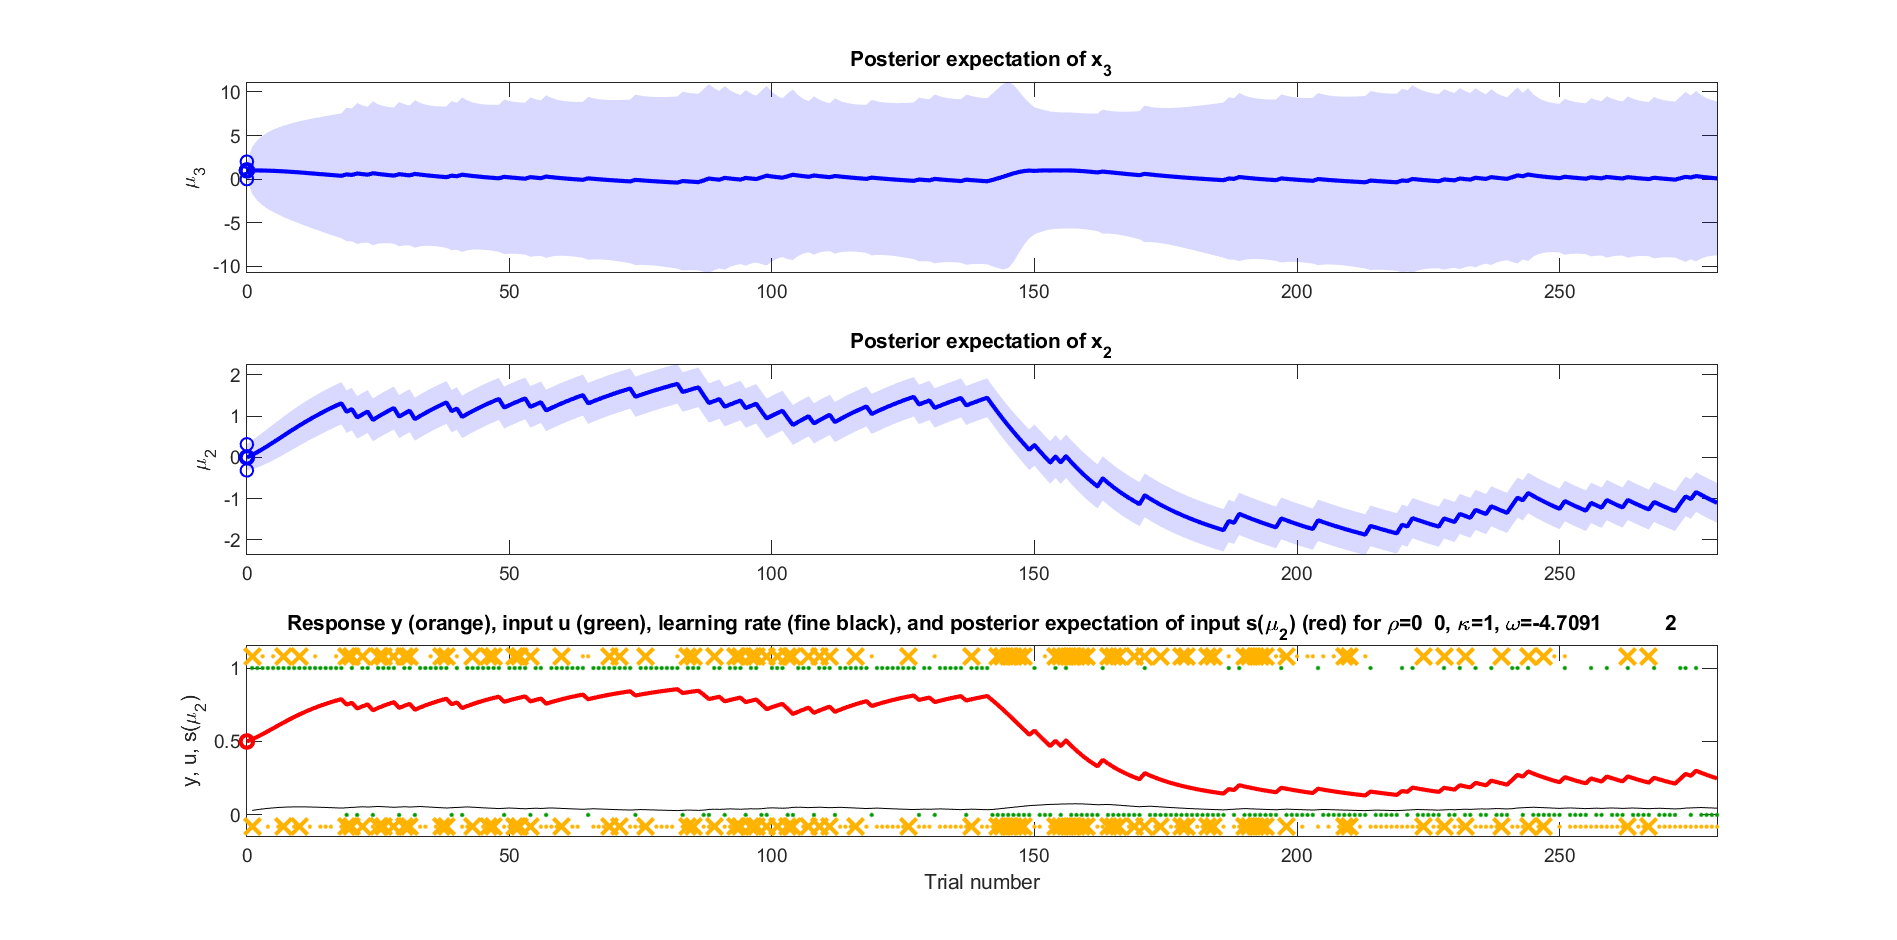 Posterior expectation of x₃
10
5
0
-5
-10
μ₃
0 50 100 150 200 250
Posterior expectation of x₂
2
1
0
-1
-2
μ₂
0 50 100 150 200 250
Response y (orange), input u (green), learning rate (fine black), and posterior expectation of input s(μ₂) (red) for ρ=0 0, κ=1, ω=-4.7091 2
1
0.5
0
y, u, s(μ₂)
0 50 100 150 200 250
Trial number